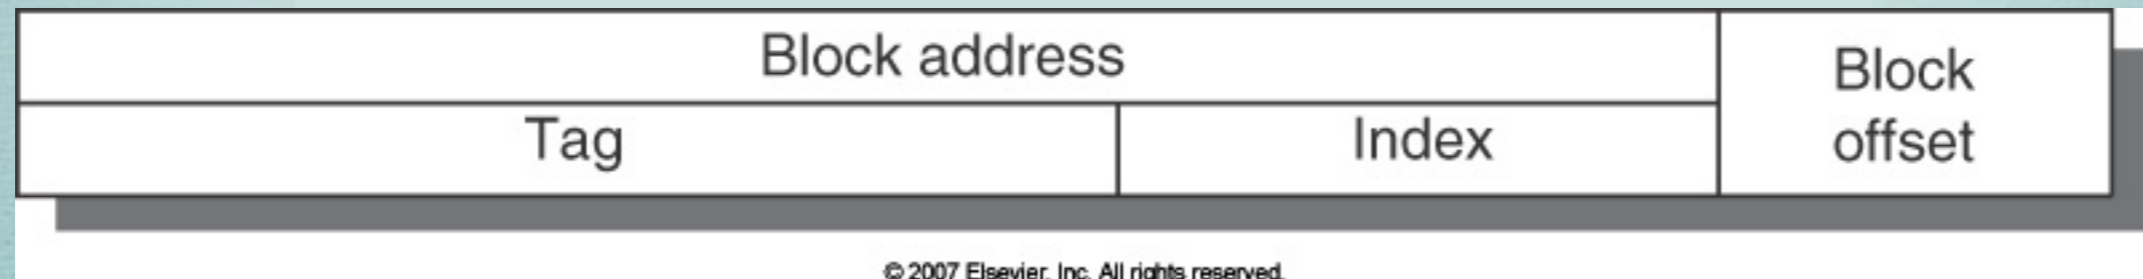 Block address
Block
offset
Tag
Index
© 2007 Elsevier, Inc. All rights reserved.